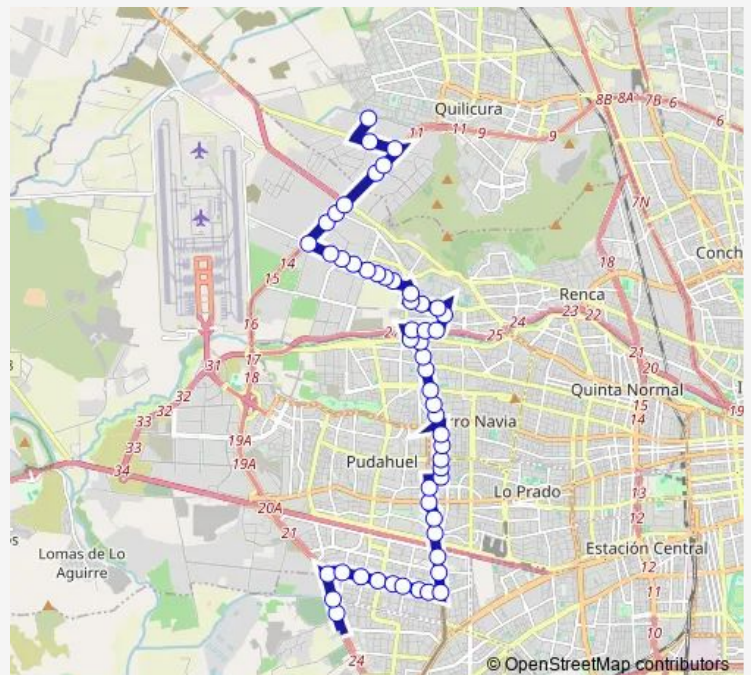 Quilicura
8B 8A 7B 6
11 11 9
9
6
7N
Conch
18
14
15
Renca
23 22
24
25
16
17
18
31
32
21
20
Quinta Normal
19
15
14
32
33
33
34
19A
19A
rro Navia
Pudahuel
Lo Prado
20A
21
13
12
Lomas de Lo
Aguirre
Estación Central
12
11
10
24
© OpenStreetMap contributors